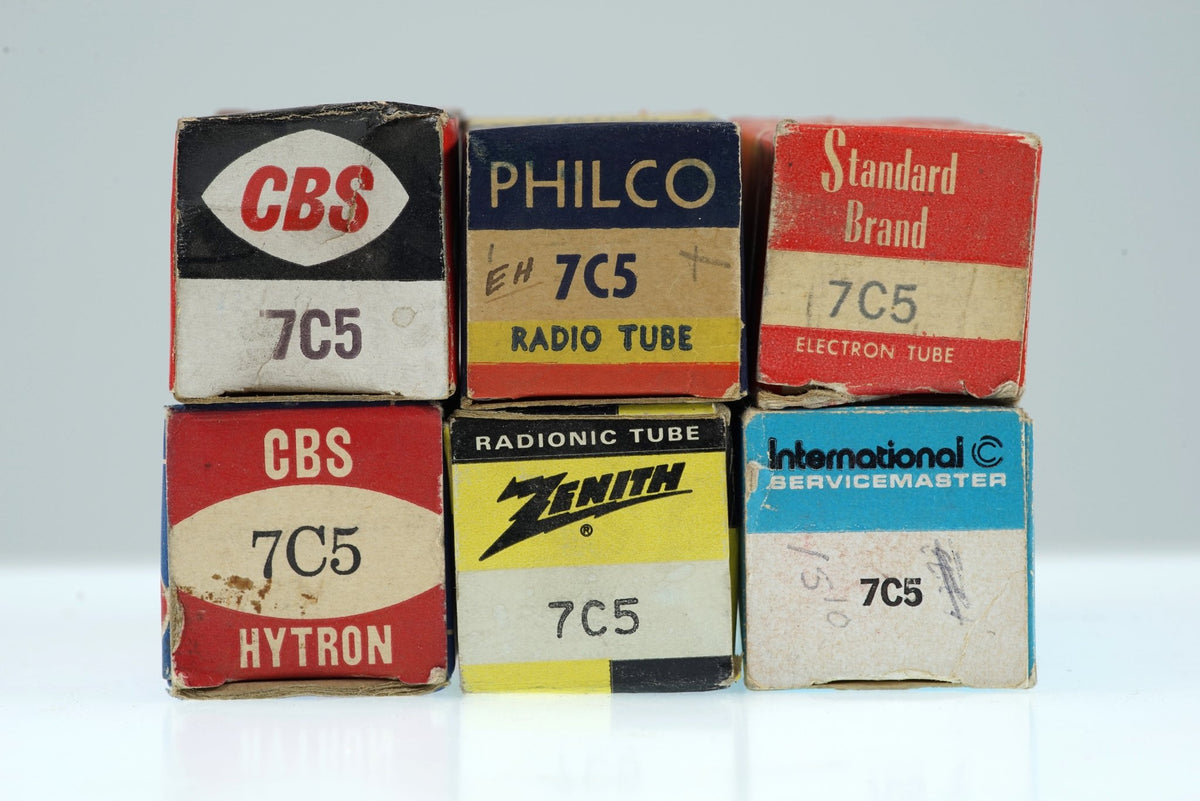 CBS
7C5
PHILCO
EH 7C5
RADIO TUBE
Standard
Brand
7C5
ELECTRON TUBE
CBS
7C5
HYTRON
RADIONIC TUBE
ZENITH
®
7C5
International
SERVICEMASTER
7C5
1510